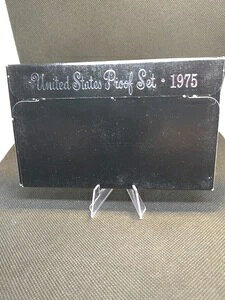 United States Proof Set • 1975